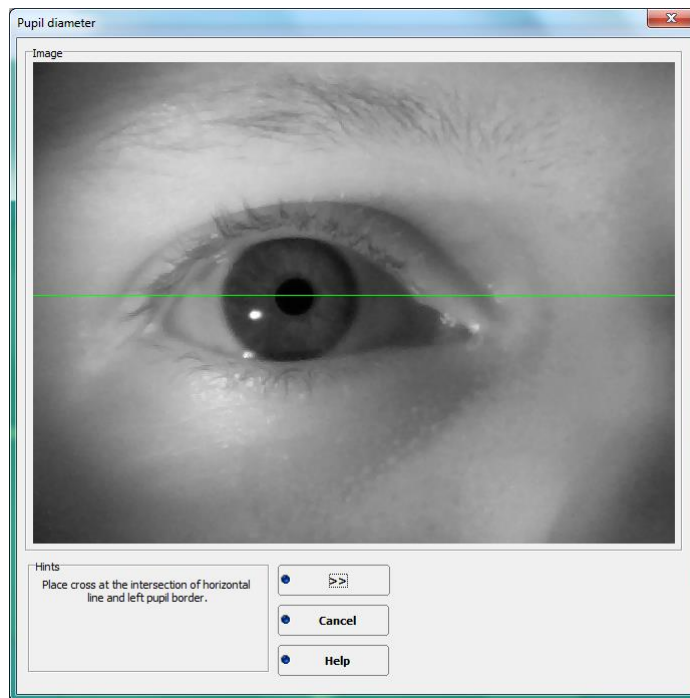 Pupil diameter
Image
Hints
Place cross at the intersection of horizontal
line and left pupil border.
>>
Cancel
Help